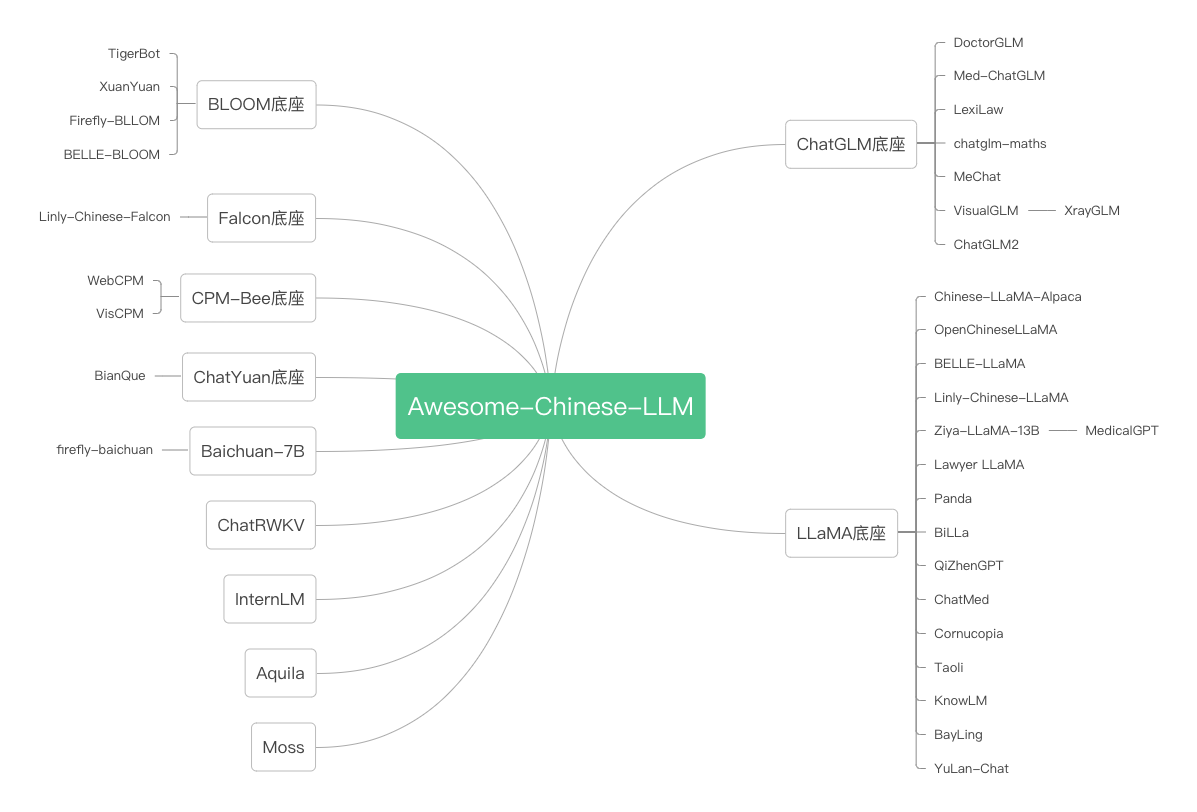 Awesome-Chinese-LLM
BLOOM底座
TigerBot
XuanYuan
Firefly-BLLOM
BELLE-BLOOM
Falcon底座
Linly-Chinese-Falcon
CPM-Bee底座
WebCPM
VisCPM
ChatYuan底座
BianQue
Baichuan-7B
firefly-baichuan
ChatRWKV
InternLM
Aquila
Moss
ChatGLM底座
DoctorGLM
Med-ChatGLM
LexiLaw
chatglm-maths
MeChat
VisualGLM
XrayGLM
ChatGLM2
LLaMA底座
Chinese-LLaMA-Alpaca
OpenChineseLLaMA
BELLE-LLaMA
Linly-Chinese-LLaMA
Ziya-LLaMA-13B
MedicalGPT
Lawyer LLaMA
Panda
BiLLa
QiZhenGPT
ChatMed
Cornucopia
Taoli
KnowLM
BayLing
YuLan-Chat